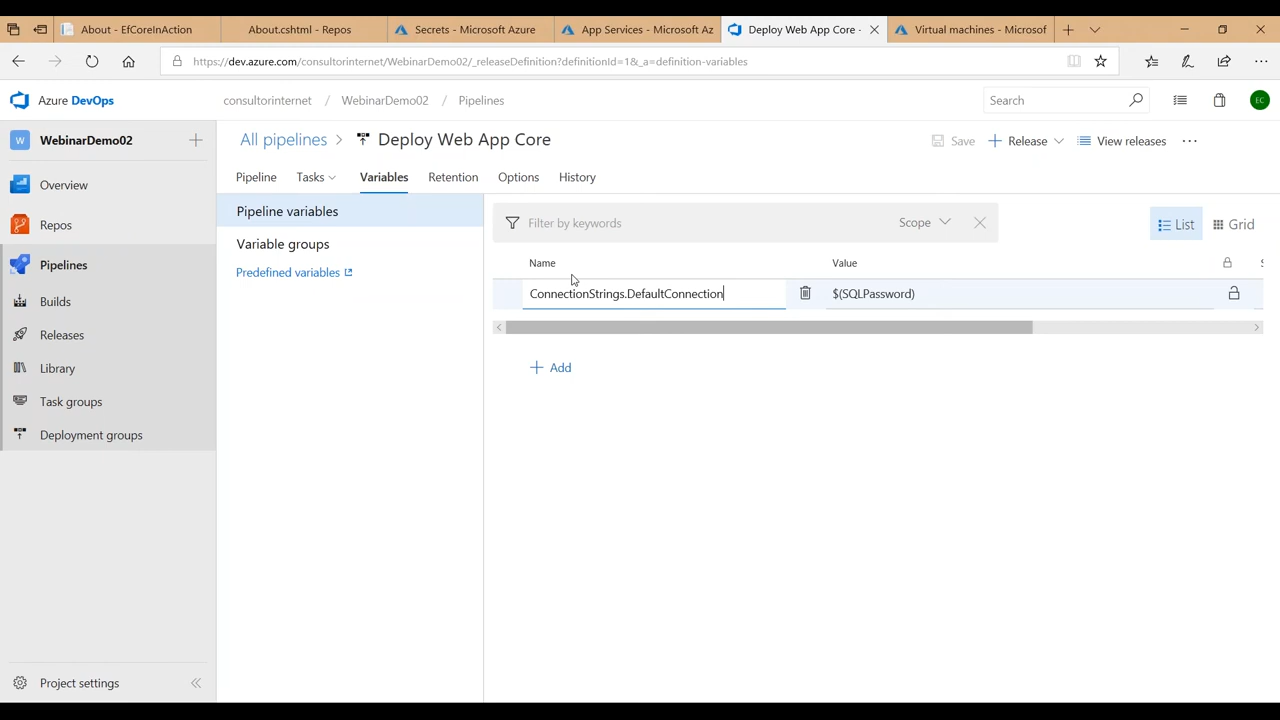 About - EfCoreInAction
About.cshtml - Repos
Secrets - Microsoft Azure
App Services - Microsoft Az
Deploy Web App Core -
Virtual machines - Microsof
https://dev.azure.com/consultorinternet/WebinarDemo02/_releaseDefinition?definitionId=1&_a=definition-variables
Azure DevOps
consultorinternet / WebinarDemo02 / Pipelines
Search
EC
W WebinarDemo02
All pipelines > Deploy Web App Core
Save
Release
View releases
Overview
Repos
Pipelines
Builds
Releases
Library
Task groups
Deployment groups
Project settings
Pipeline Tasks Variables Retention Options History
Pipeline variables
Variable groups
Predefined variables
Filter by keywords
Scope
List
Grid
Name Value S
ConnectionStrings.DefaultConnection $(SQLPassword)
Add